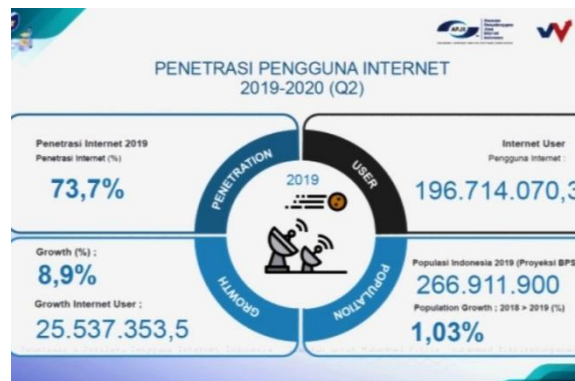 APJII
PENETRASI PENGGUNA INTERNET
2019-2020 (Q2)
Penetrasi Internet 2019
Penetrasi Internet (%)
73,7%
Internet User
Pengguna Internet :
196.714.070,3
PENETRATION
USER
2019
GROWTH
POPULATION
Growth (%) ;
8,9%
Growth Internet User ;
25.537.353,5
Populasi Indonesia 2019 (Proyeksi BPS
266.911.900
Population Growth ; 2018 > 2019 (%)
1,03%